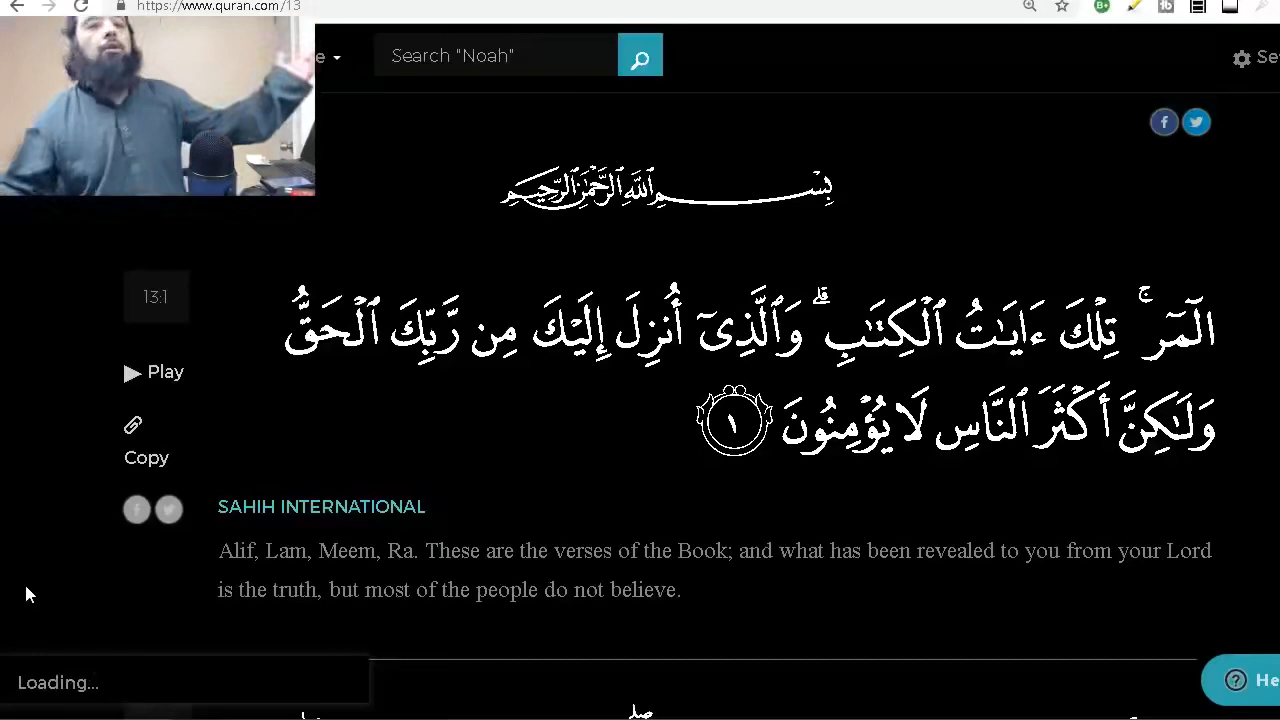 https://www.quran.com/13
e
Search "Noah"
Se
بِسْمِ ٱللَّهِ ٱلرَّحْمَٰنِ ٱلرَّحِيمِ
13:1
الٓمٓر ۚ تِلْكَ ءَايَٰتُ ٱلْكِتَٰبِ ۗ وَٱلَّذِىٓ أُنزِلَ إِلَيْكَ مِن رَّبِّكَ ٱلْحَقُّ
وَلَٰكِنَّ أَكْثَرَ ٱلنَّاسِ لَا يُؤْمِنُونَ ١
Play
Copy
SAHIH INTERNATIONAL
Alif, Lam, Meem, Ra. These are the verses of the Book; and what has been revealed to you from your Lord
is the truth, but most of the people do not believe.
Loading...
He